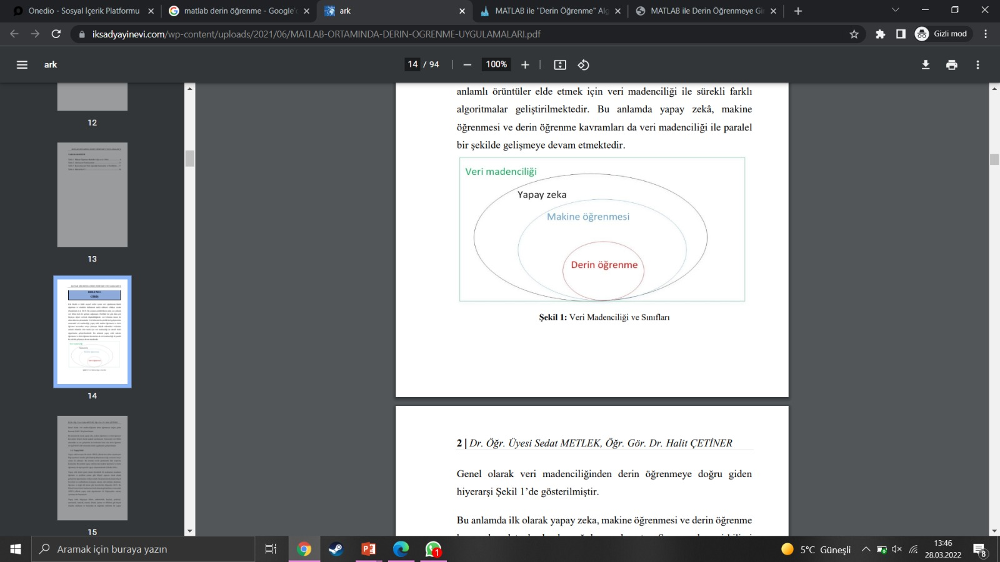 Onedio - Sosyal İçerik Platformu
matlab derin öğrenme - Google'd
ark
MATLAB ile "Derin Öğrenme" Alg
MATLAB ile Derin Öğrenmeye Gir
iksadyayinevi.com/wp-content/uploads/2021/06/MATLAB-ORTAMINDA-DERIN-OGRENME-UYGULAMALARI.pdf
Gizli mod
ark
14 / 94
100%
12
13
14
15
BÖLÜM I
GİRİŞ
anlamlı örüntüler elde etmek için veri madenciliği ile sürekli farklı
algoritmalar geliştirilmektedir. Bu anlamda yapay zekâ, makine
öğrenmesi ve derin öğrenme kavramları da veri madenciliği ile paralel
bir şekilde gelişmeye devam etmektedir.
Veri madenciliği
Yapay zeka
Makine öğrenmesi
Derin öğrenme
Şekil 1: Veri Madenciliği ve Sınıfları
2 | Dr. Öğr. Üyesi Sedat METLEK, Öğr. Gör. Dr. Halit ÇETİNER
Genel olarak veri madenciliğinden derin öğrenmeye doğru giden
hiyerarşi Şekil 1’de gösterilmiştir.
Bu anlamda ilk olarak yapay zeka, makine öğrenmesi ve derin öğrenme
Aramak için buraya yazın
1
5°C Güneşli
13:46
28.03.2022
8